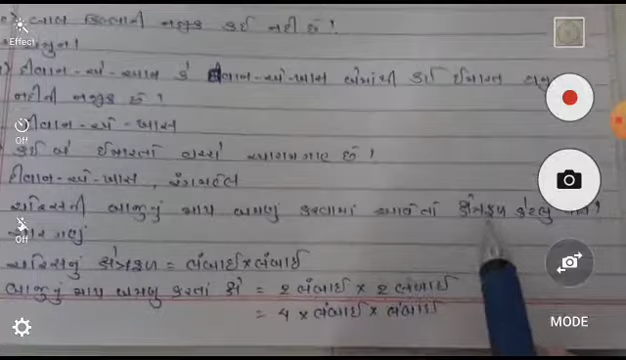 લાલ કિલ્લાની નજીક કઈ નદી છે?
Effect
યમુના
દીવાન-એ-આમ કે દીવાન-એ-ખાસ બેમાંથી કઈ ઈમારત
નદીની નજીક છે?
Off
દીવાન-એ-ખાસ
કઈ બે ઈમારતો વચ્ચે હમામગાહ છે?
દીવાન-એ-ખાસ, રંગમહેલ
ચોરસની બાજુનું માપ બમણું કરવામાં આવે તો ક્ષેત્રફળ કેટલું
Off
ચાર ગણું
ચોરસનું ક્ષેત્રફળ = લંબાઈ × લંબાઈ
બાજુનું માપ બમણું કરતાં ક્ષે = 2 લંબાઈ × 2 લંબાઈ
= 4 × લંબાઈ × લંબાઈ
MODE